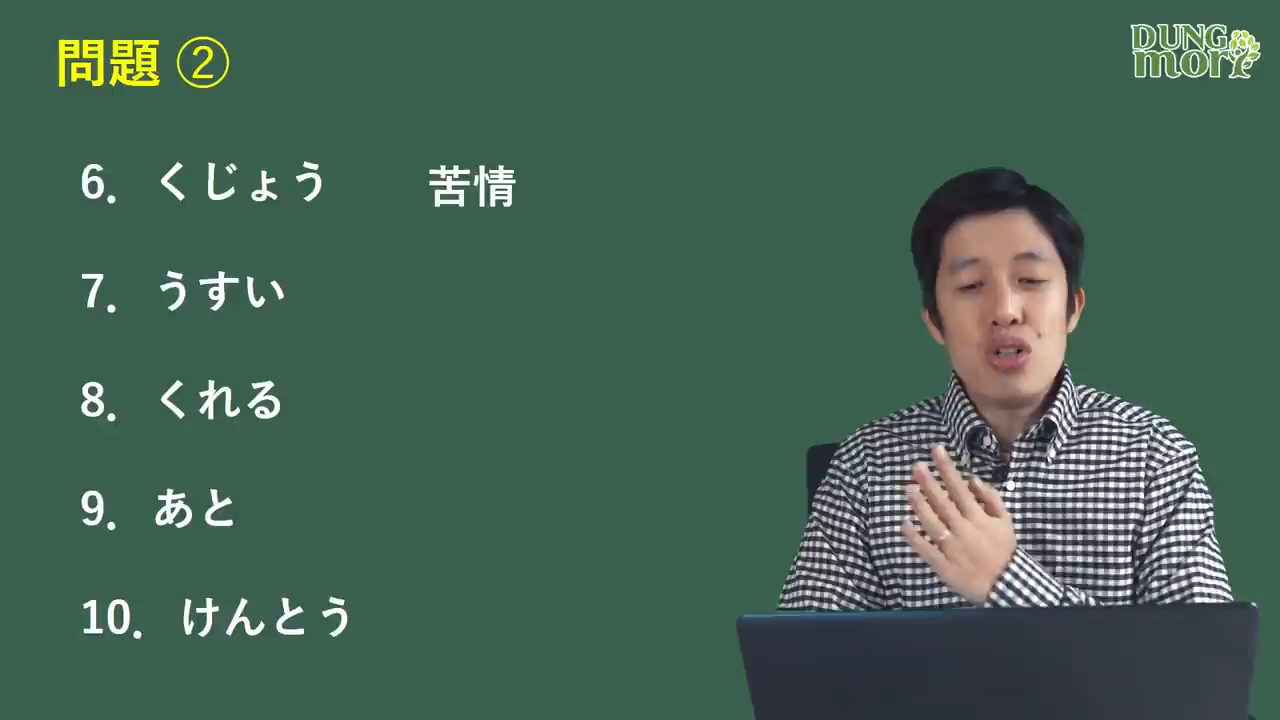 問題 ②
DUNG
mori
6. くじょう 苦情
7. うすい
8. くれる
9. あと
10. けんとう